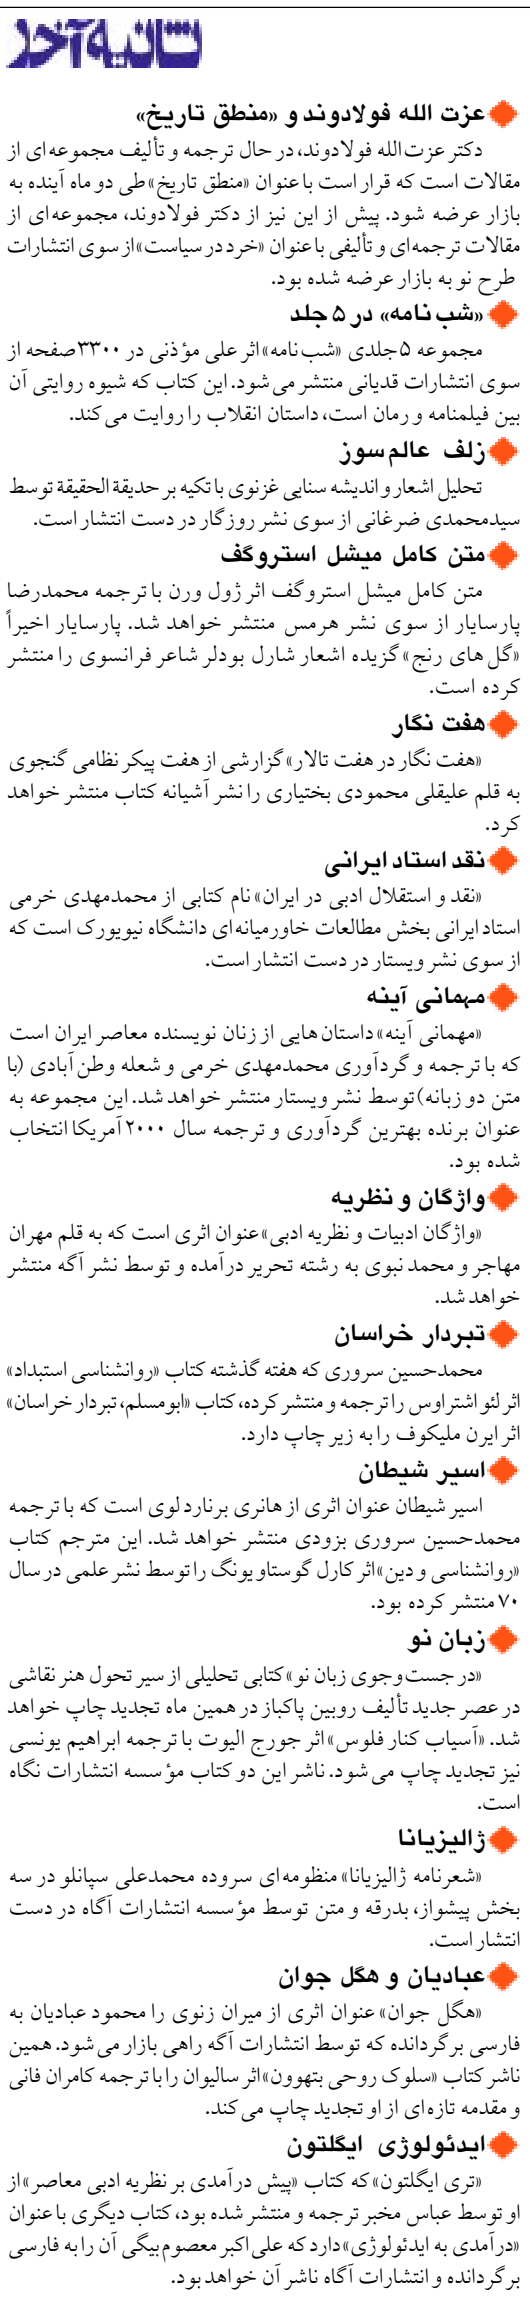 ثانیه آخر
عزت الله فولادوند و «منطق تاریخ»
دکتر عزت‌الله فولادوند، در حال ترجمه و تألیف مجموعه‌ای از
مقالات است که قرار است با عنوان «منطق تاریخ» طی دو ماه آینده به
بازار عرضه شود. پیش از این نیز از دکتر فولادوند، مجموعه‌ای از
مقالات ترجمه‌ای و تألیفی با عنوان «خرد در سیاست» از سوی انتشارات
طرح نو به بازار عرضه شده بود.
«شب نامه» در ۵ جلد
مجموعه ۵ جلدی «شب‌نامه» اثر علی مؤذنی در ۳۳۰۰ صفحه از
سوی انتشارات قدیانی منتشر می‌شود. این کتاب که شیوه روایتی آن
بین فیلمنامه و رمان است، داستان انقلاب را روایت می‌کند.
زلف عالم‌سوز
تحلیل اشعار و اندیشه سنایی غزنوی با تکیه بر حدیقة الحقیقة توسط
سیدمحمدی ضرغانی از سوی نشر روزگار در دست انتشار است.
متن کامل میشل استروگف
متن کامل میشل استروگف اثر ژول ورن با ترجمه محمدرضا
پارسایار از سوی نشر هرمس منتشر خواهد شد. پارسایار اخیراً
«گل‌های رنج» گزیده اشعار شارل بودلر شاعر فرانسوی را منتشر
کرده است.
هفت نگار
«هفت نگار در هفت تالار» گزارشی از هفت پیکر نظامی گنجوی
به قلم علیقلی محمودی بختیاری را نشر آشیانه کتاب منتشر خواهد
کرد.
نقد استاد ایرانی
«نقد و استقلال ادبی در ایران» نام کتابی از محمدمهدی خرمی
استاد ایرانی بخش مطالعات خاورمیانه‌ای دانشگاه نیویورک است که
از سوی نشر ویستار در دست انتشار است.
مهمانی آینه
«مهمانی آینه» داستان‌هایی از زنان نویسنده معاصر ایران است
که با ترجمه و گردآوری محمدمهدی خرمی و شعله وطن‌آبادی (با
متن دو زبانه) توسط نشر ویستار منتشر خواهد شد. این مجموعه به
عنوان برنده بهترین گردآوری و ترجمه سال ۲۰۰۰ آمریکا انتخاب
شده بود.
واژگان و نظریه
«واژگان ادبیات و نظریه ادبی» عنوان اثری است که به قلم مهران
مهاجر و محمد نبوی به رشته تحریر درآمده و توسط نشر آگه منتشر
خواهد شد.
تبردار خراسان
محمدحسین سروری که هفته گذشته کتاب «روانشناسی استبداد»
اثر لئو اشتراوس را ترجمه و منتشر کرده، کتاب «ابومسلم، تبردار خراسان»
اثر ایرن ملیکوف را به زیر چاپ دارد.
اسیر شیطان
اسیر شیطان عنوان اثری از هانری برنارد لوی است که با ترجمه
محمدحسین سروری بزودی منتشر خواهد شد. این مترجم کتاب
«روانشناسی و دین» اثر کارل گوستاو یونگ را توسط نشر علمی در سال
۷۰ منتشر کرده بود.
زبان نو
«در جست‌وجوی زبان نو» کتابی تحلیلی از سیر تحول هنر نقاشی
در عصر جدید تألیف روبین پاکباز در همین ماه تجدید چاپ خواهد
شد. «آسیاب کنار فلوس» اثر جورج الیوت با ترجمه ابراهیم یونسی
نیز تجدید چاپ می‌شود. ناشر این دو کتاب مؤسسه انتشارات نگاه
است.
ژالیزیانا
«شعرنامه ژالیزیانا» منظومه‌ای سروده محمدعلی سپانلو در سه
بخش پیشواز، بدرقه و متن توسط مؤسسه انتشارات آگاه در دست
انتشار است.
عبادیان و هگل جوان
«هگل جوان» عنوان اثری از میران زنوی را محمود عبادیان به
فارسی برگردانده که توسط انتشارات آگه راهی بازار می‌شود. همین
ناشر کتاب «سلوک روحی بتهوون» اثر سالیوان را با ترجمه کامران فانی
و مقدمه تازه‌ای از او تجدید چاپ می‌کند.
ایدئولوژی ایگلتون
«تری ایگلتون» که کتاب «پیش درآمدی بر نظریه ادبی معاصر» از
او توسط عباس مخبر ترجمه و منتشر شده بود، کتاب دیگری با عنوان
«درآمدی به ایدئولوژی» دارد که علی‌اکبر معصوم‌بیگی آن را به فارسی
برگردانده و انتشارات آگاه ناشر آن خواهد بود.